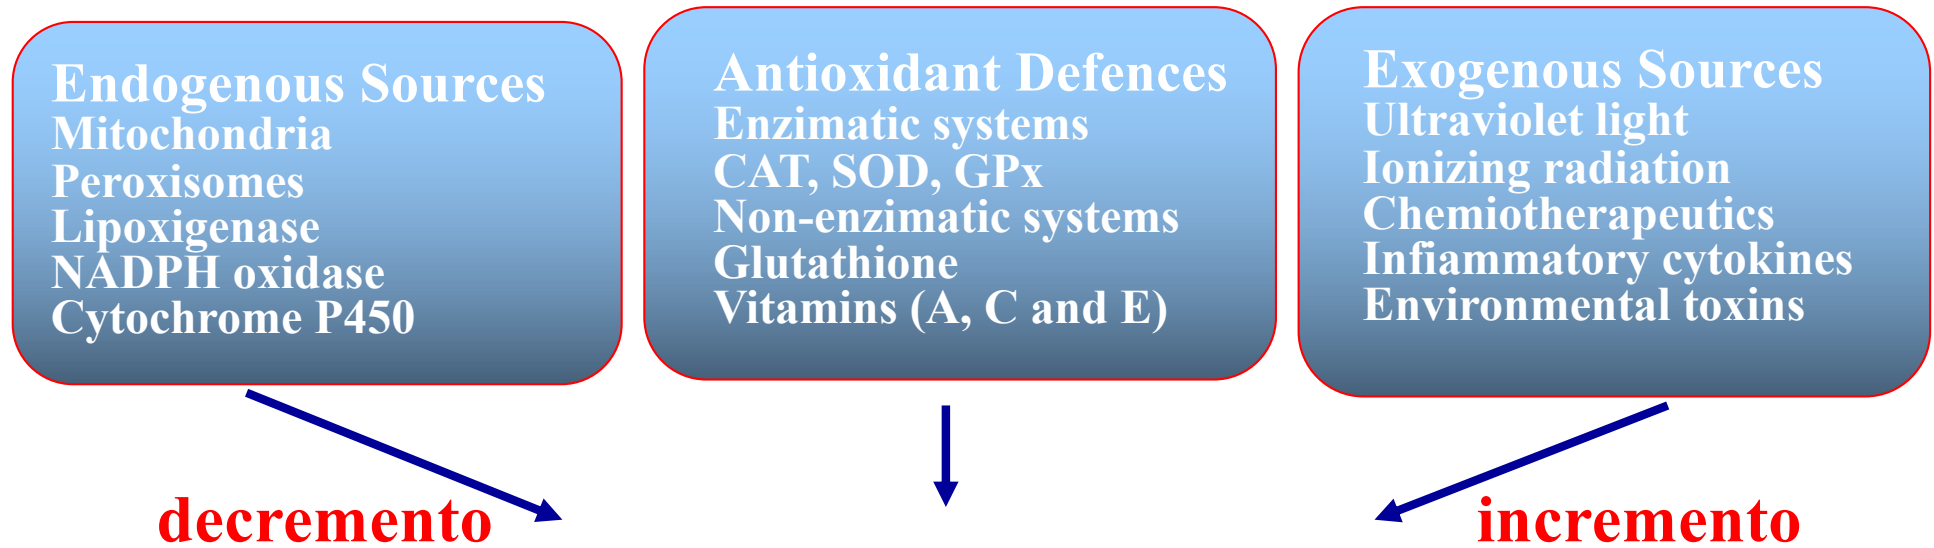 Endogenous Sources
Mitochondria
Peroxisomes
Lipoxigenase
NADPH oxidase
Cytochrome P450
Antioxidant Defences
Enzimatic systems
CAT, SOD, GPx
Non-enzimatic systems
Glutathione
Vitamins (A, C and E)
Exogenous Sources
Ultraviolet light
Ionizing radiation
Chemiotherapeutics
Infiammatory cytokines
Environmental toxins
decremento
incremento